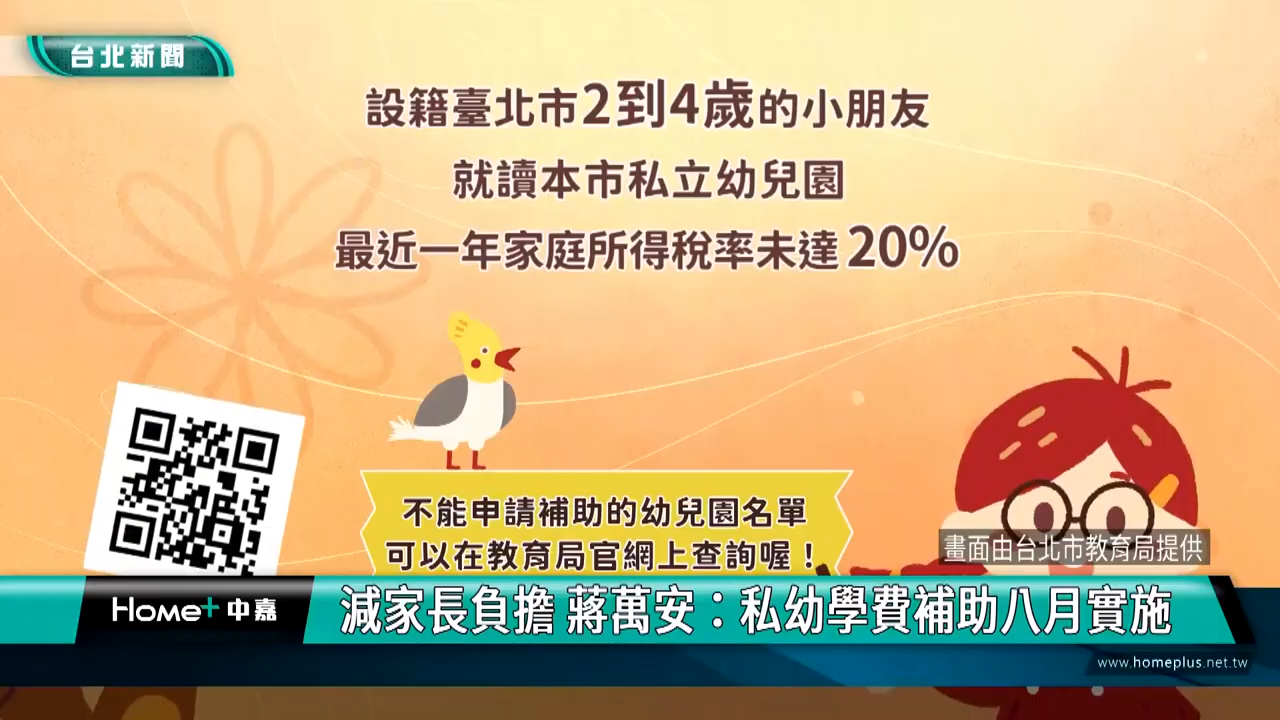 台北新聞
設籍臺北市2到4歲的小朋友
就讀本市私立幼兒園
最近一年家庭所得稅率未達20%
不能申請補助的幼兒園名單
可以在教育局官網上查詢喔！
畫面由台北市教育局提供
Home+中嘉
減家長負擔 蔣萬安：私幼學費補助八月實施
www.homeplus.net.tw